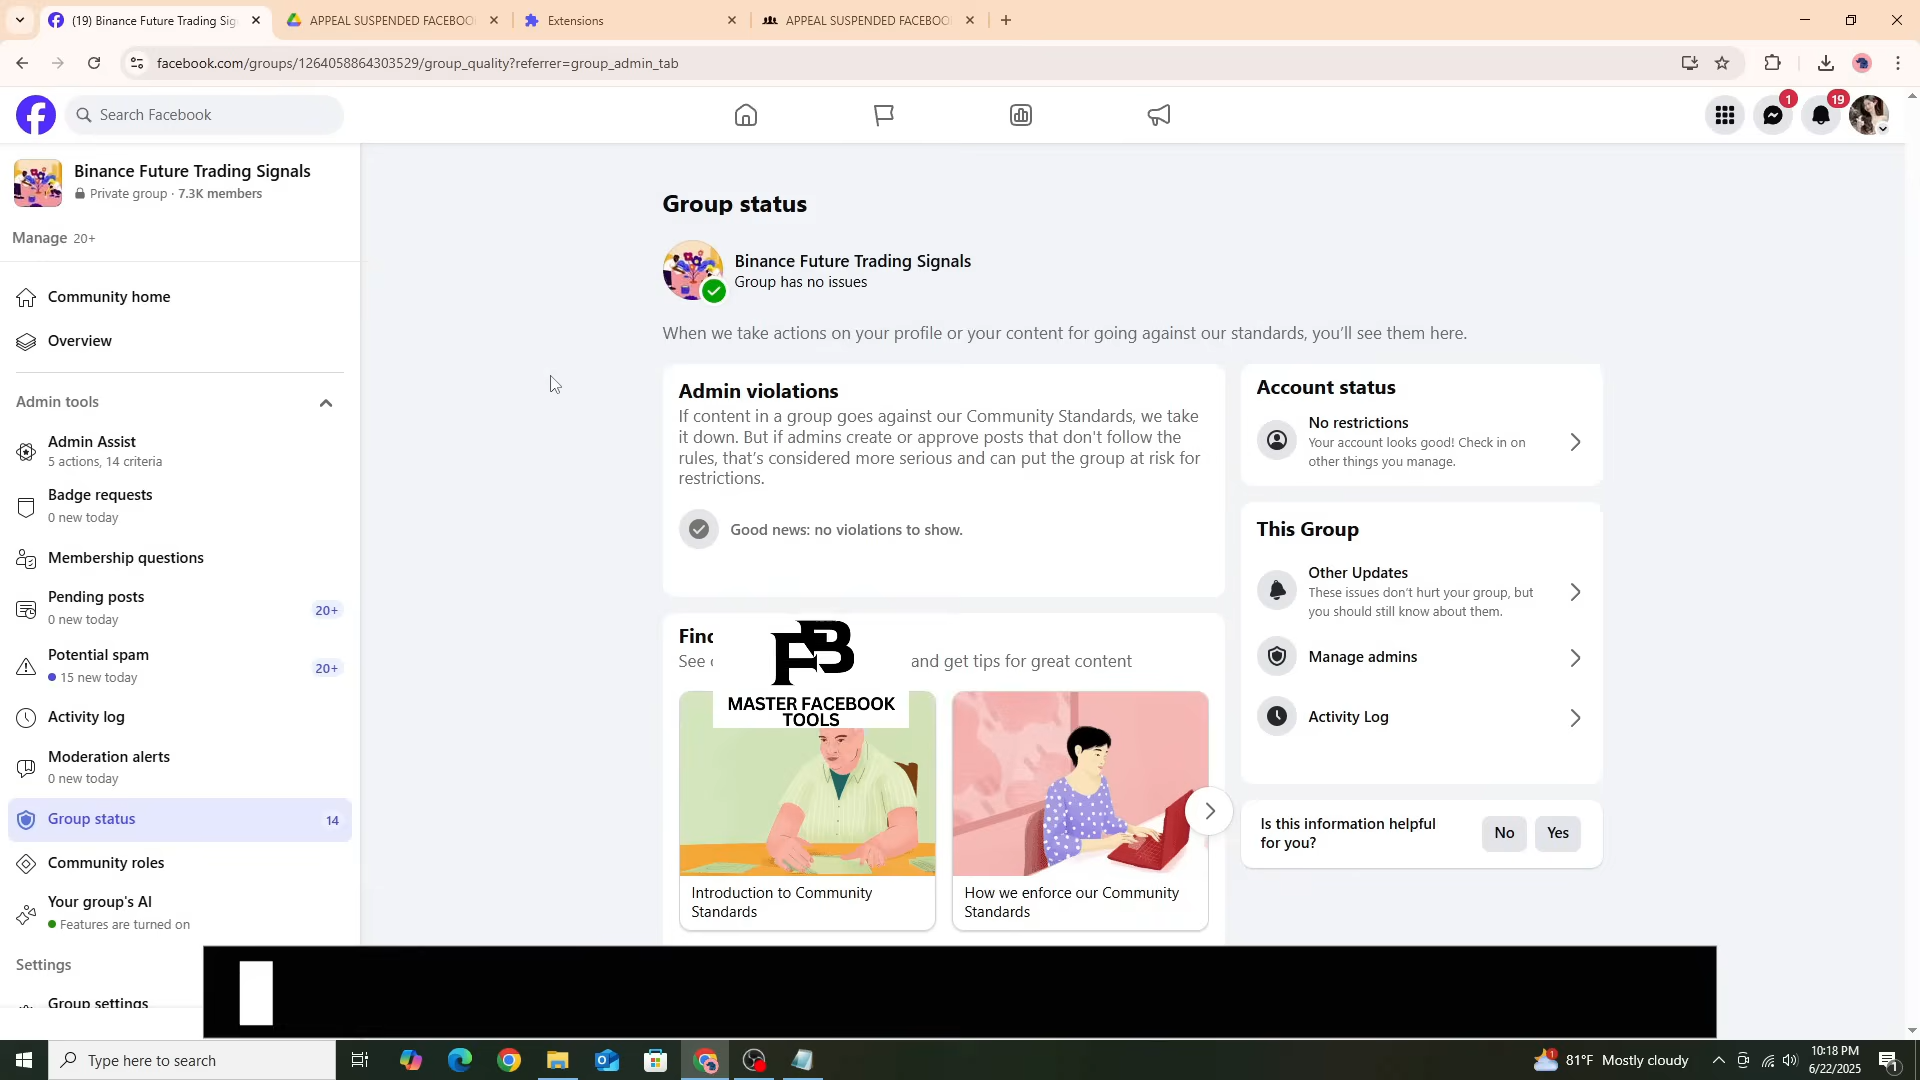 (19) Binance Future Trading Sig
APPEAL SUSPENDED FACEBOO
Extensions
APPEAL SUSPENDED FACEBOO
facebook.com/groups/1264058864303529/group_quality?referrer=group_admin_tab
Search Facebook
1
19
Binance Future Trading Signals
Private group · 7.3K members
Manage 20+
Community home
Overview
Admin tools
Admin Assist
5 actions, 14 criteria
Badge requests
0 new today
Membership questions
Pending posts
0 new today
20+
Potential spam
15 new today
20+
Activity log
Moderation alerts
0 new today
Group status
14
Community roles
Your group's AI
Features are turned on
Settings
Group settings
Group status
Binance Future Trading Signals
Group has no issues
When we take actions on your profile or your content for going against our standards, you'll see them here.
Admin violations
If content in a group goes against our Community Standards, we take
it down. But if admins create or approve posts that don't follow the
rules, that's considered more serious and can put the group at risk for
restrictions.
Good news: no violations to show.
Find
See
and get tips for great content
FB
MASTER FACEBOOK
TOOLS
Introduction to Community
Standards
How we enforce our Community
Standards
Account status
No restrictions
Your account looks good! Check in on
other things you manage.
This Group
Other Updates
These issues don't hurt your group, but
you should still know about them.
Manage admins
Activity Log
Is this information helpful
for you?
No
Yes
Type here to search
81°F Mostly cloudy
10:18 PM
6/22/2025
1